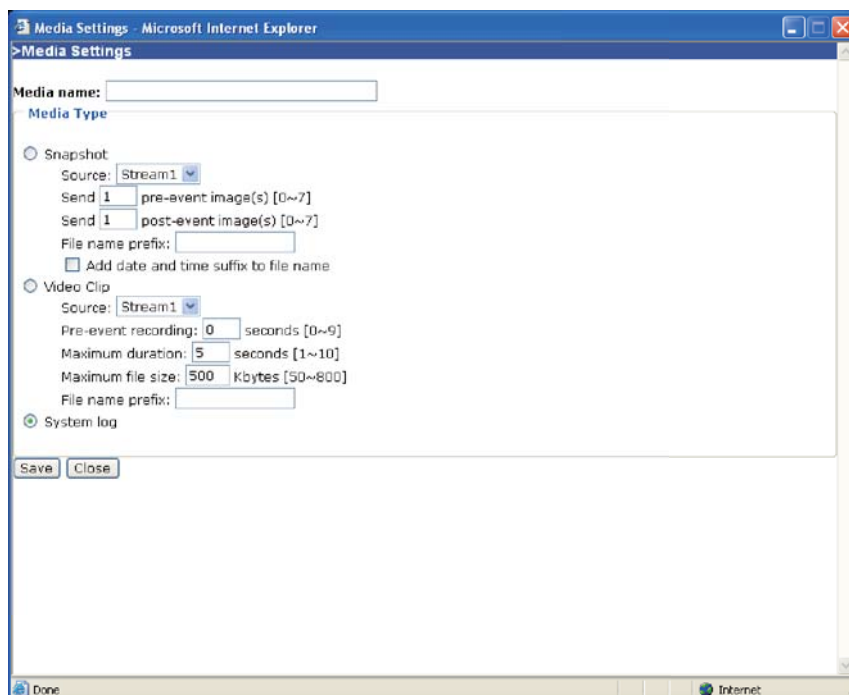 Media Settings - Microsoft Internet Explorer
>Media Settings
Media name:
Media Type
Snapshot
Source: Stream1
Send 1 pre-event image(s) [0~7]
Send 1 post-event image(s) [0~7]
File name prefix:
Add date and time suffix to file name
Video Clip
Source: Stream1
Pre-event recording: 0 seconds [0~9]
Maximum duration: 5 seconds [1~10]
Maximum file size: 500 Kbytes [50~800]
File name prefix:
System log
Save Close
Done Internet